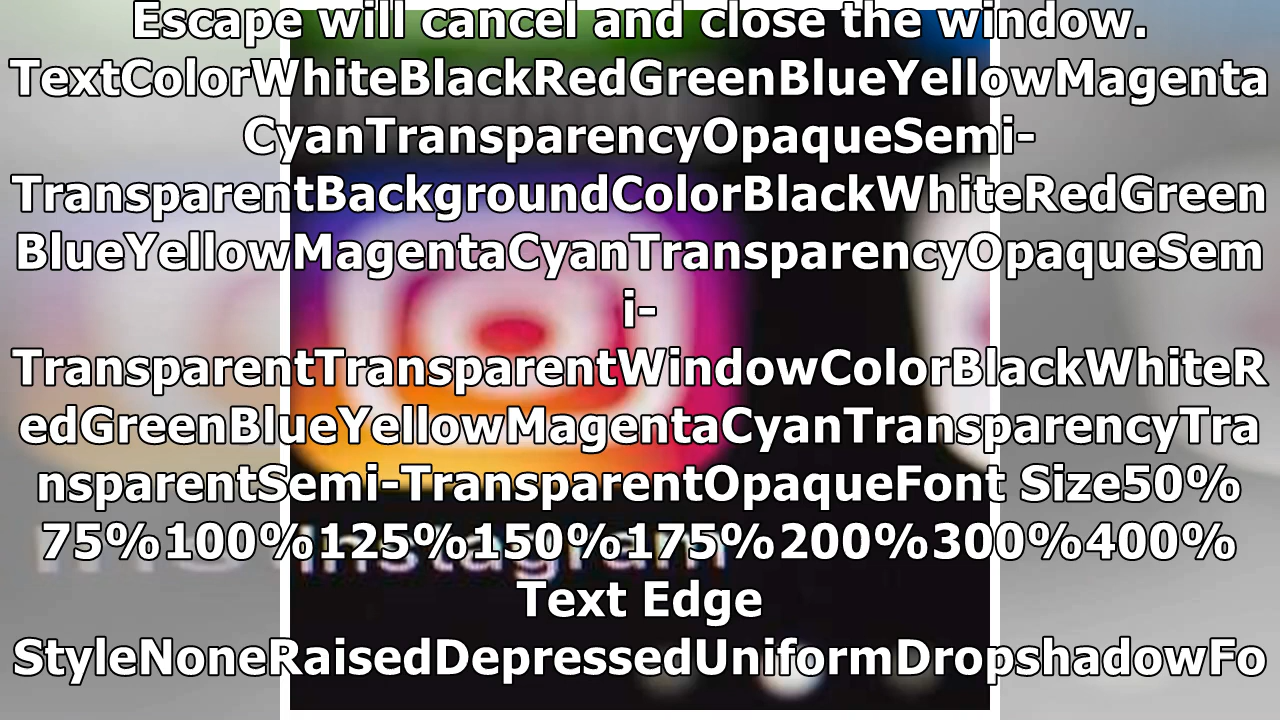 Escape will cancel and close the window.
TextColorWhiteBlackRedGreenBlueYellowMagenta
CyanTransparencyOpaqueSemi-
TransparentBackgroundColorBlackWhiteRedGreen
BlueYellowMagentaCyanTransparencyOpaqueSem
i-
TransparentTransparentWindowColorBlackWhiteR
edGreenBlueYellowMagentaCyanTransparencyTra
nsparentSemi-TransparentOpaqueFont Size50%
75%100%125%150%175%200%300%400%
Instagram
Text Edge
StyleNoneRaisedDepressedUniformDropshadowFo